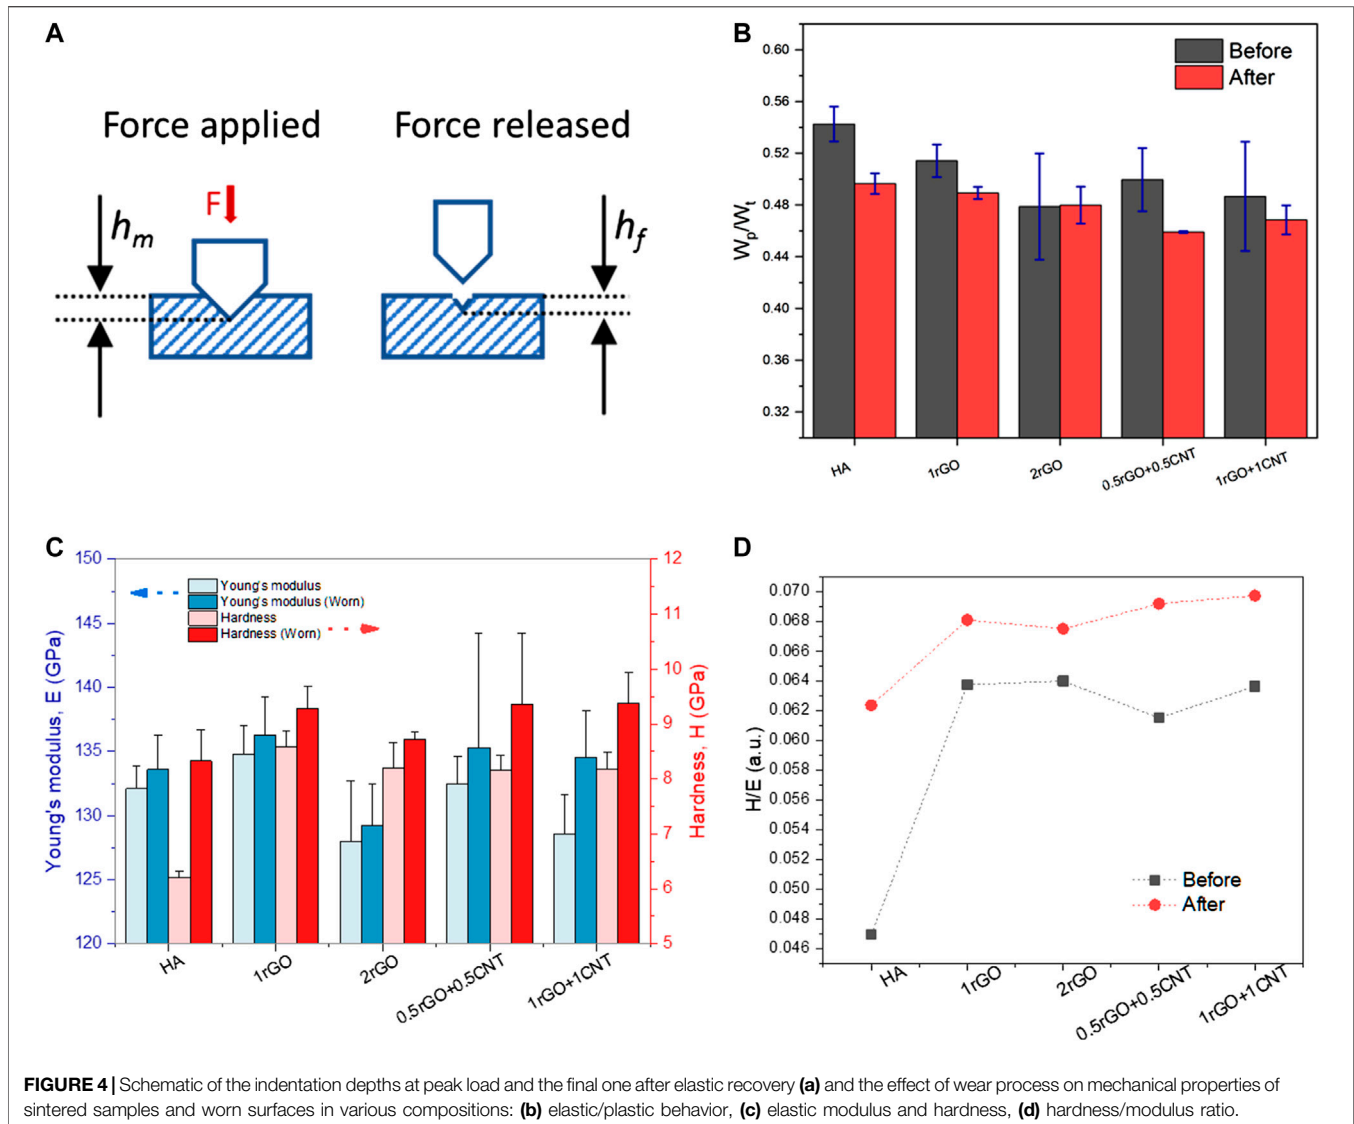 A
Force applied
Force released
F
hm
hf
B
Before
After
Wp/Wt
0.60
0.56
0.52
0.48
0.44
0.40
0.36
0.32
HA
1rGO
2rGO
0.5rGO+0.5CNT
1rGO+1CNT
C
Young's modulus
Young's modulus (Worn)
Hardness
Hardness (Worn)
Young's modulus, E (GPa)
150
145
140
135
130
125
120
Hardness, H (GPa)
12
11
10
9
8
7
6
5
HA
1rGO
2rGO
0.5rGO+0.5CNT
1rGO+1CNT
D
H/E (a.u.)
0.070
0.068
0.066
0.064
0.062
0.060
0.058
0.056
0.054
0.052
0.050
0.048
0.046
Before
After
HA
1rGO
2rGO
0.5rGO+0.5CNT
1rGO+1CNT
FIGURE 4 | Schematic of the indentation depths at peak load and the final one after elastic recovery (a) and the effect of wear process on mechanical properties of
sintered samples and worn surfaces in various compositions: (b) elastic/plastic behavior, (c) elastic modulus and hardness, (d) hardness/modulus ratio.